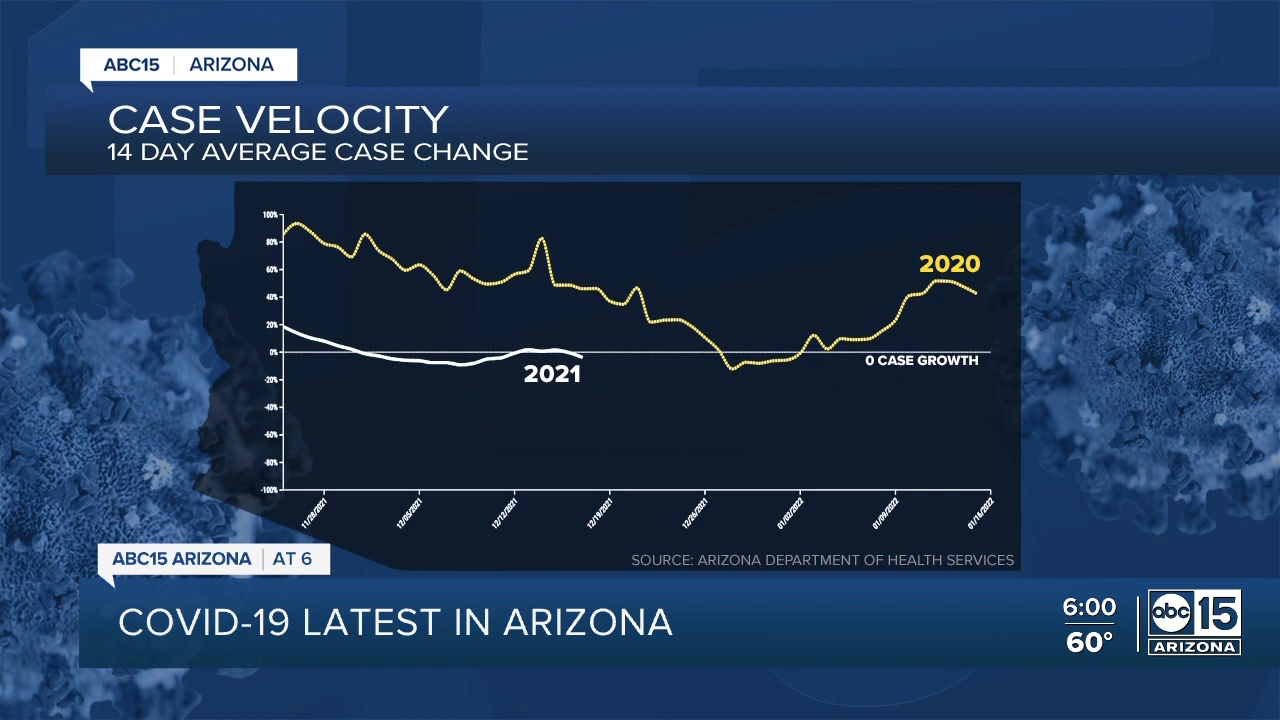 ABC15 | ARIZONA
CASE VELOCITY
14 DAY AVERAGE CASE CHANGE
100%
80%
60%
40%
20%
0%
-20%
-40%
-60%
-80%
-100%
2020
0 CASE GROWTH
2021
11/28/2021
12/05/2021
12/12/2021
12/19/2021
12/26/2021
01/02/2022
01/09/2022
01/16/2022
SOURCE: ARIZONA DEPARTMENT OF HEALTH SERVICES
ABC15 ARIZONA | AT 6
COVID-19 LATEST IN ARIZONA
6:00
60°
abc 15
ARIZONA